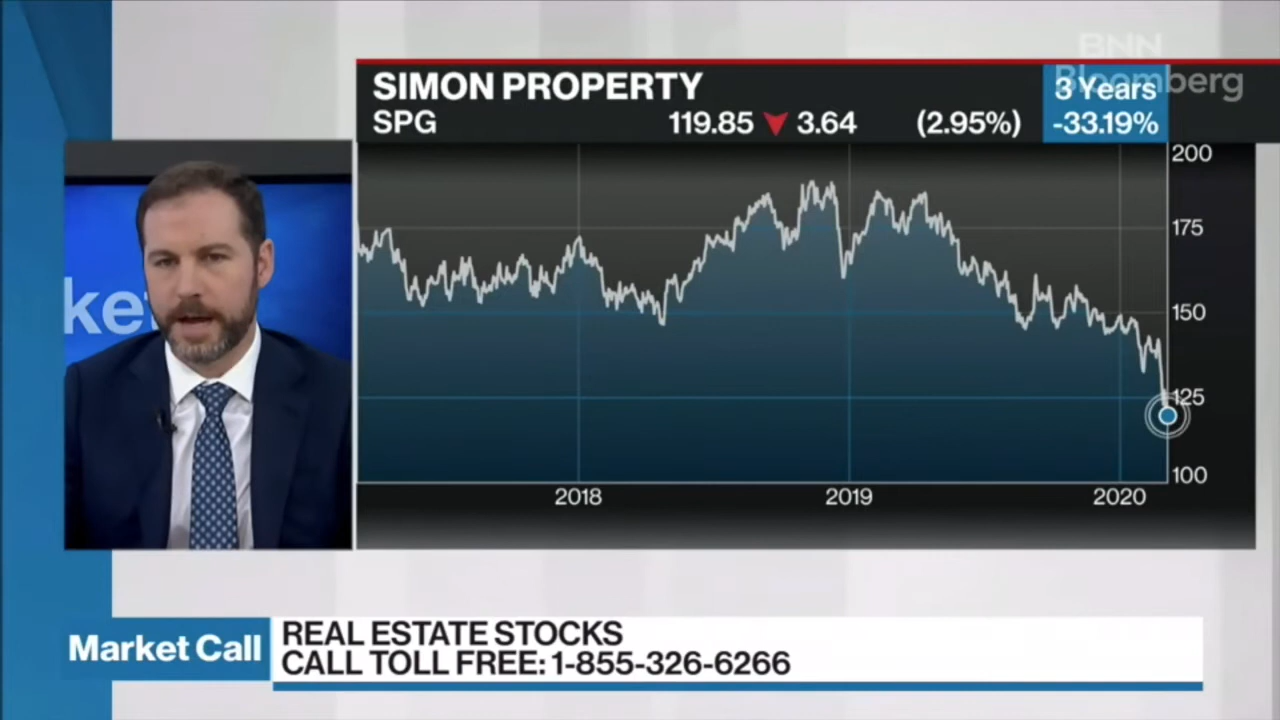 BNN
Bloomberg
SIMON PROPERTY
SPG 119.85 ▼ 3.64 (2.95%)
3 Years
-33.19%
200
175
150
125
100
2018 2019 2020
ket
Market Call
REAL ESTATE STOCKS
CALL TOLL FREE: 1-855-326-6266